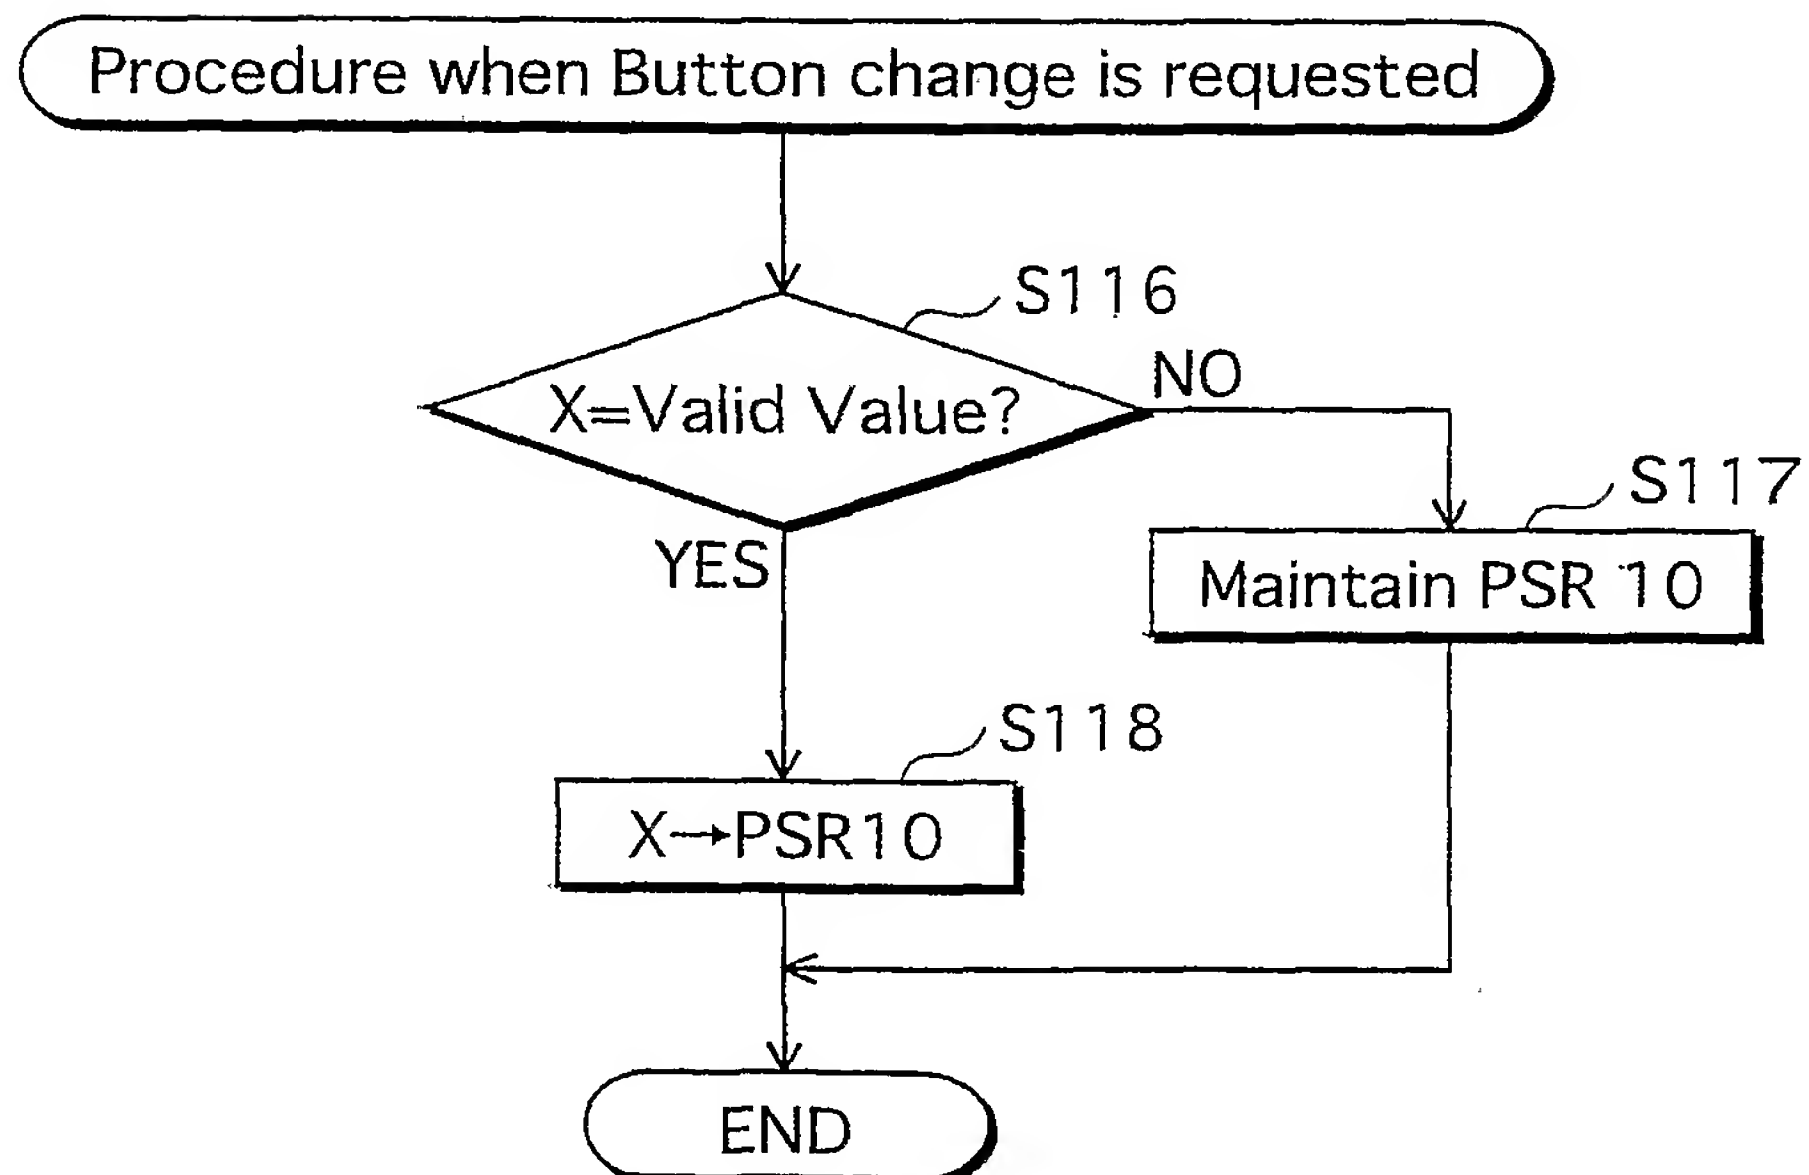 Procedure when Button change is requested
S116
X=Valid Value?
NO
S117
YES
Maintain PSR 10
S118
X→PSR10
END